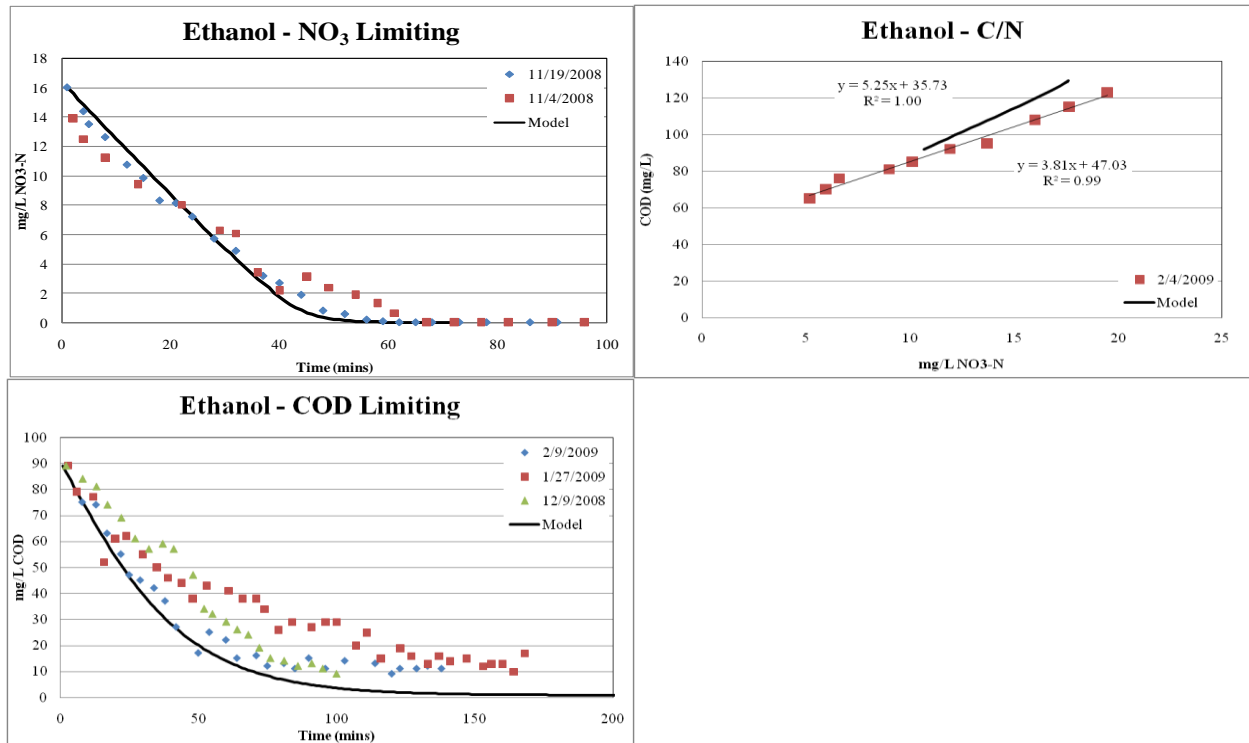 Ethanol - NO3 Limiting
18
16
14
12
10
8
6
4
2
0
mg/L NO3-N
11/19/2008
11/4/2008
Model
0 20 40 60 80 100
Time (mins)
Ethanol - C/N
140
120
100
80
60
40
20
0
COD (mg/L)
y = 5.25x + 35.73
R² = 1.00
y = 3.81x + 47.03
R² = 0.99
2/4/2009
Model
0 5 10 15 20 25
mg/L NO3-N
Ethanol - COD Limiting
100
90
80
70
60
50
40
30
20
10
0
mg/L COD
2/9/2009
1/27/2009
12/9/2008
Model
0 50 100 150 200
Time (mins)